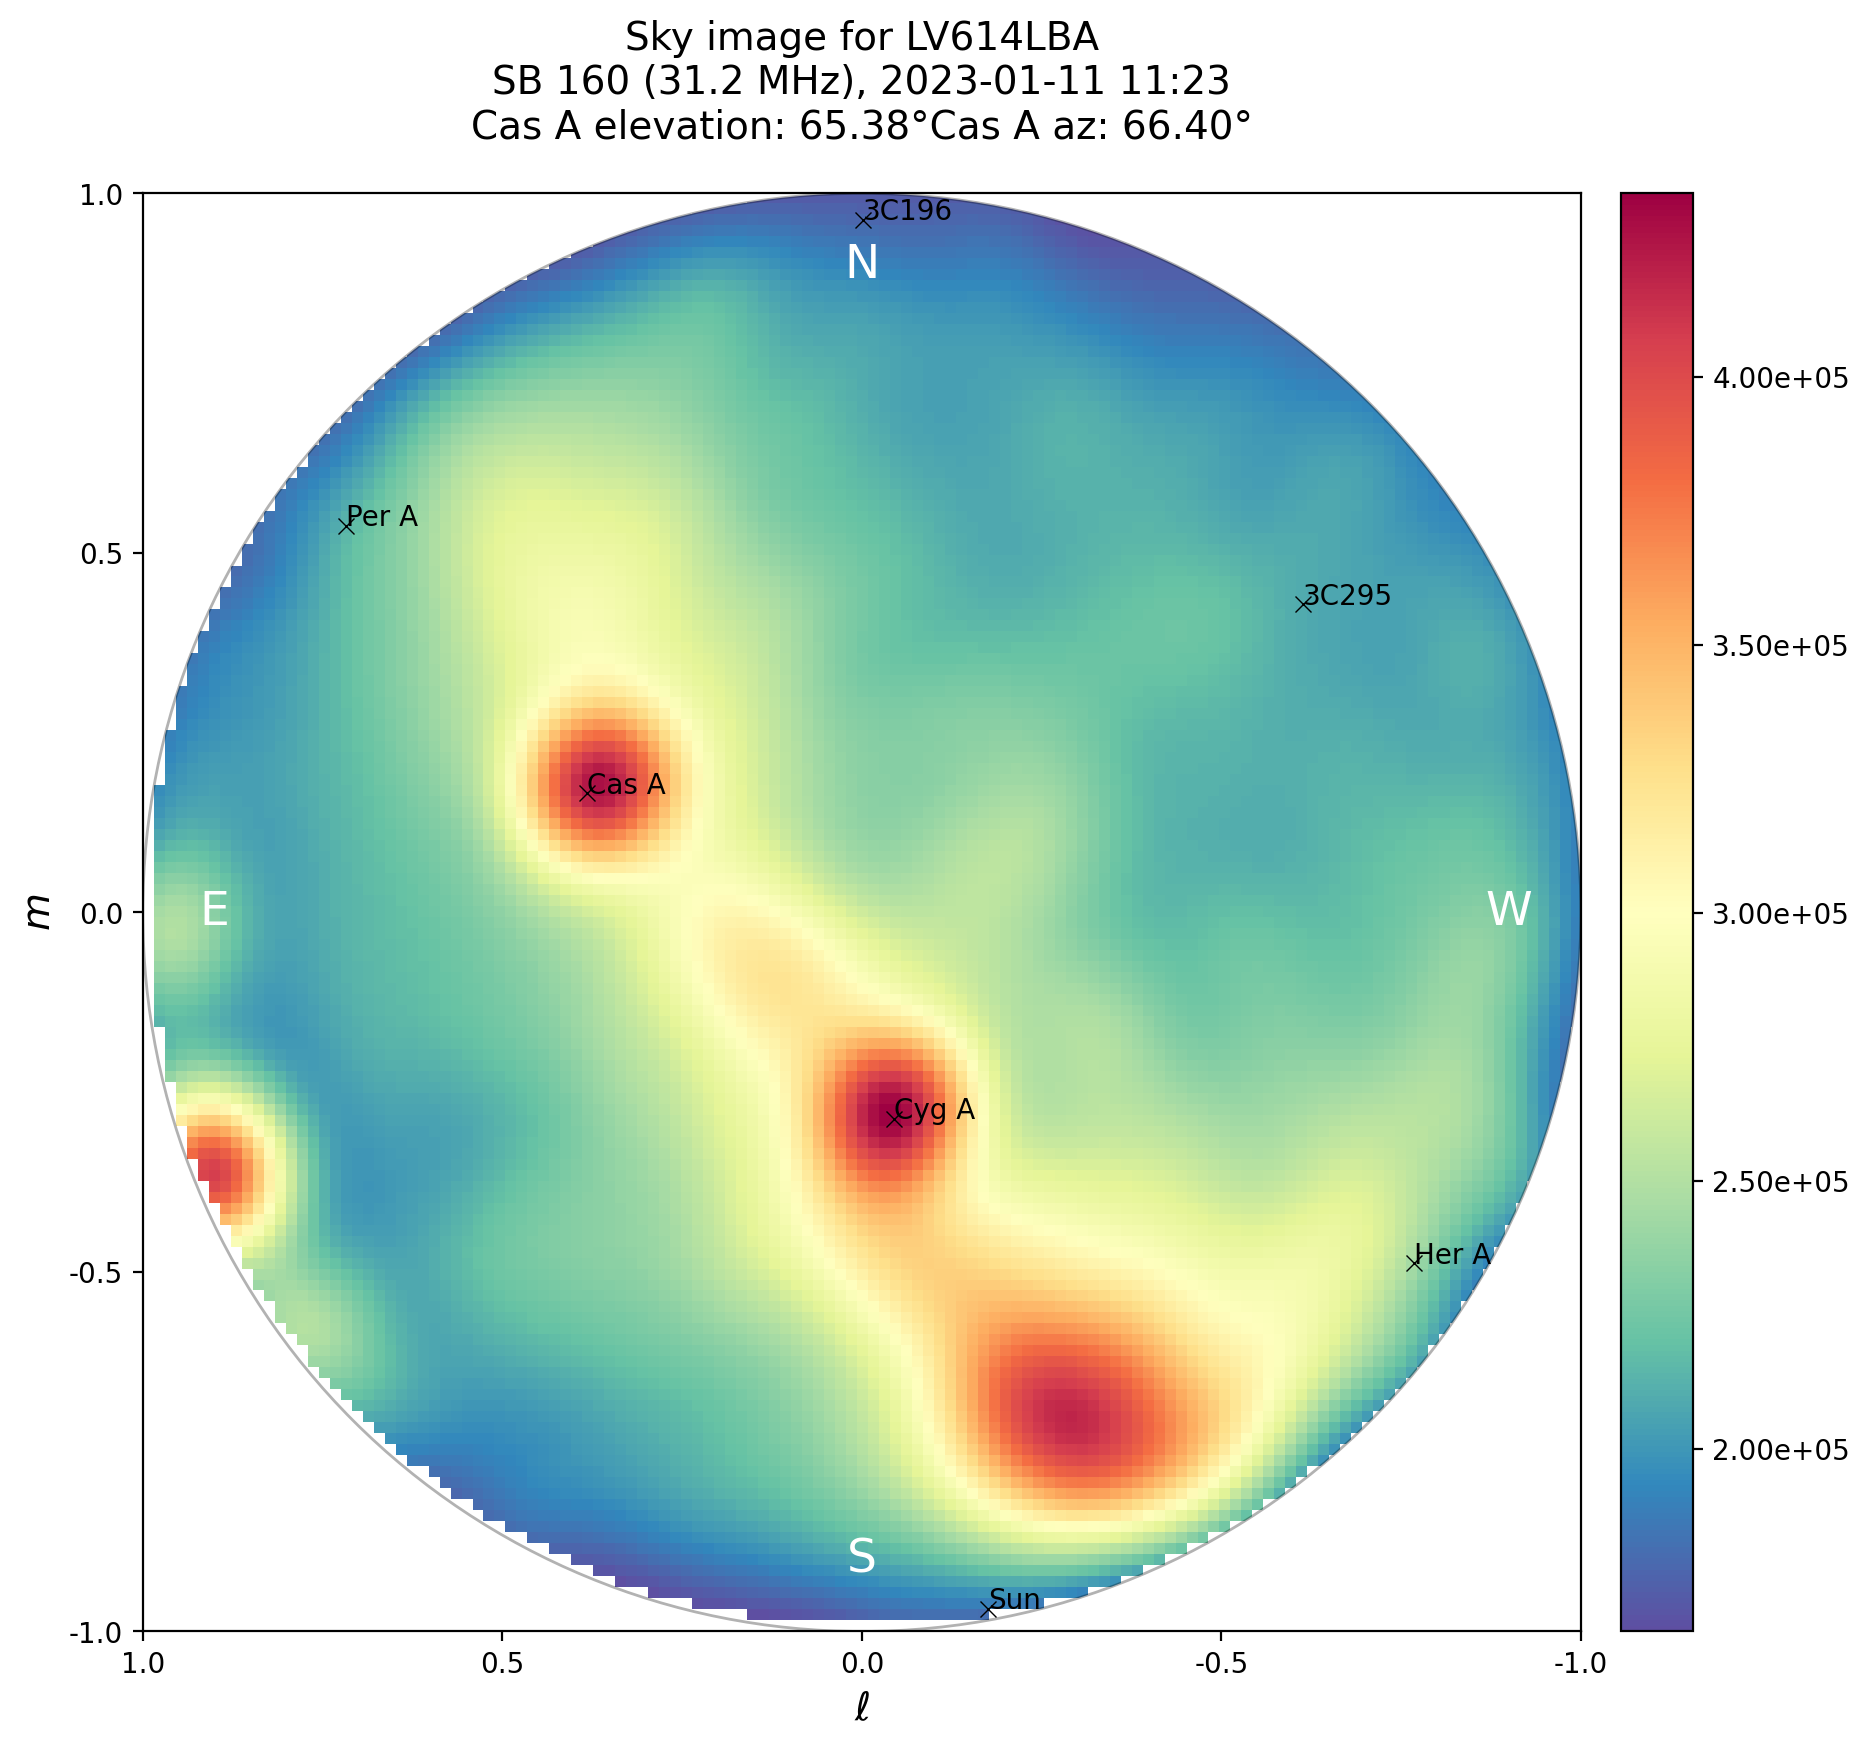 Sky image for LV614LBA
SB 160 (31.2 MHz), 2023-01-11 11:23
Cas A elevation: 65.38°Cas A az: 66.40°
1.0
0.5
0.0
-0.5
-1.0
m
3C196
N
Per A
3C295
Cas A
E
W
Cyg A
Her A
S
Sun
1.0
0.5
0.0
-0.5
-1.0
ℓ
4.00e+05
3.50e+05
3.00e+05
2.50e+05
2.00e+05